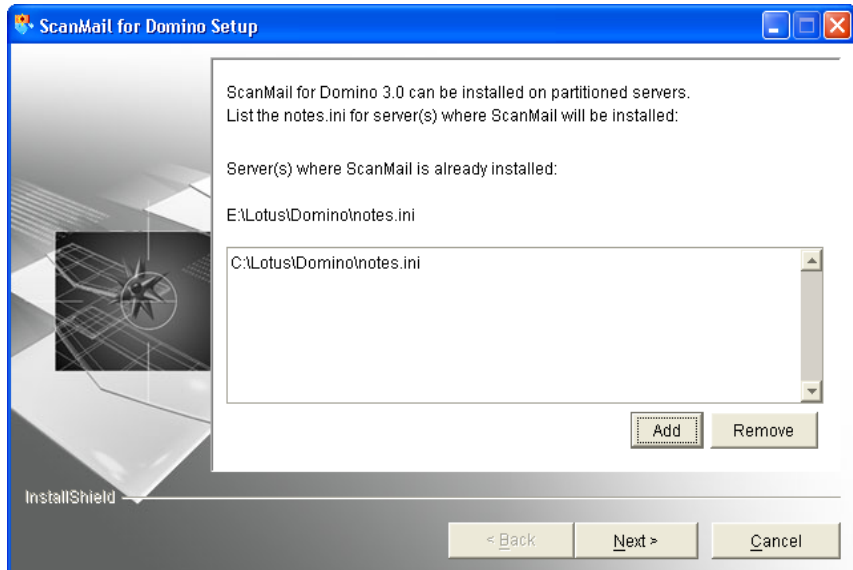 ScanMail for Domino Setup
ScanMail for Domino 3.0 can be installed on partitioned servers.
List the notes.ini for server(s) where ScanMail will be installed:
Server(s) where ScanMail is already installed:
E:\Lotus\Domino\notes.ini
C:\Lotus\Domino\notes.ini
Add Remove
InstallShield
< Back Next > Cancel